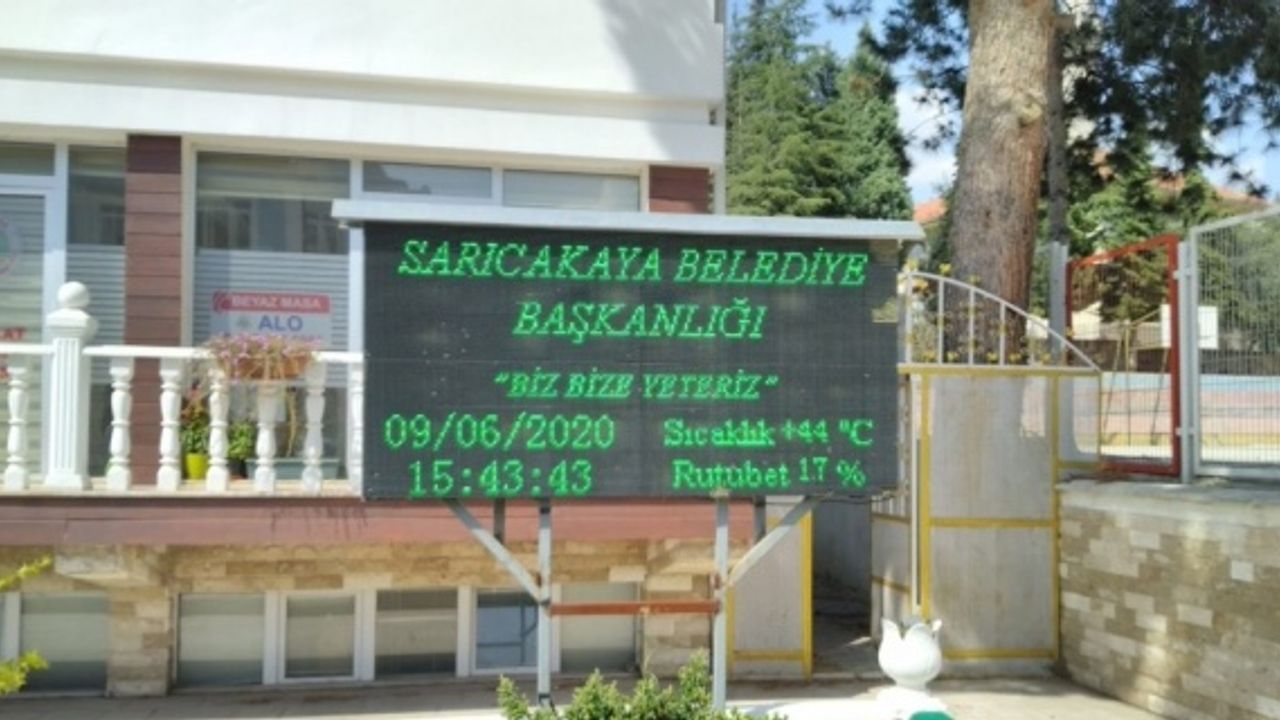 SARICAKAYA BELEDİYE
BAŞKANLIĞI
"BİZ BİZE YETERİZ"
09/06/2020 Sıcaklık +44 °C
15:43:43 Rutubet 17 %
BEYAZ MASA
ALO